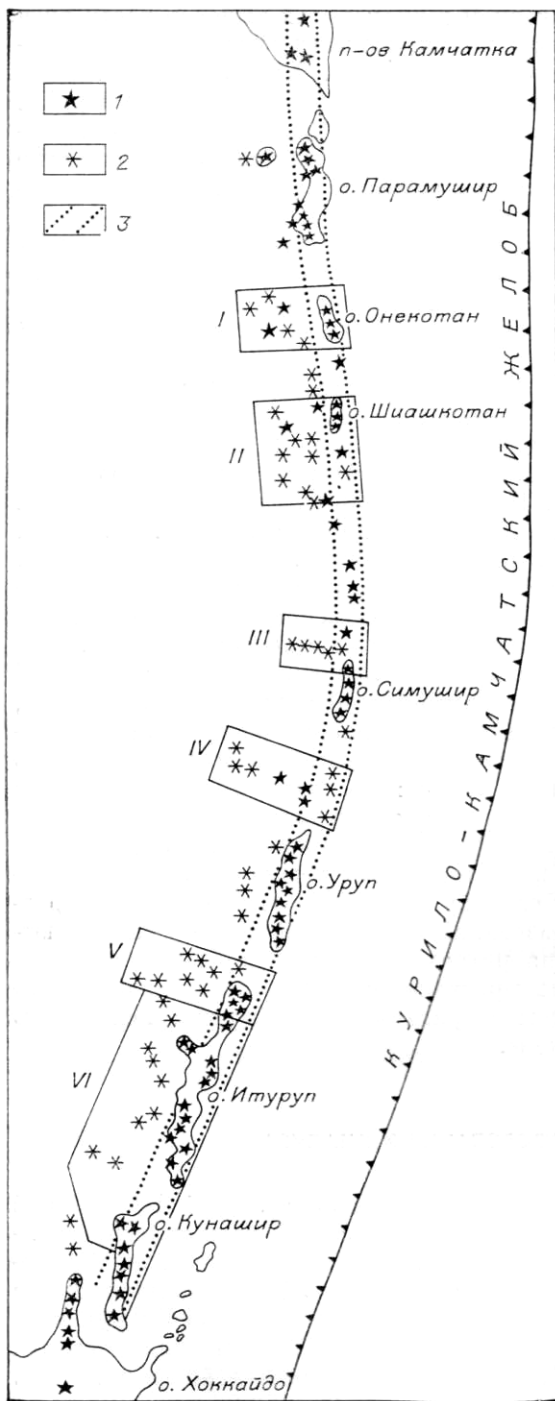 п-ов Камчатка
1
2
3
о. Парамушир
I
о. Онекотан
о. Шиашкотан
II
III
о. Симушир
IV
о. Уруп
V
VI
о. Итуруп
о. Кунашир
о. Хоккайдо
КУРИЛО-КАМЧАТСКИЙ ЖЕЛОБ